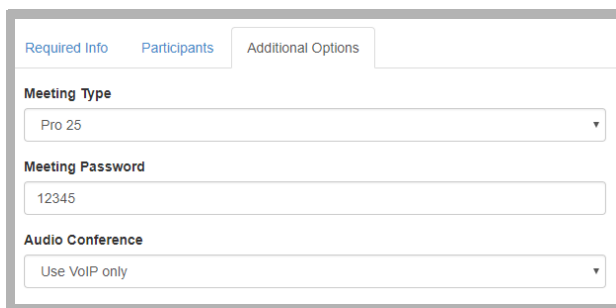 Required Info Participants Additional Options
Meeting Type
Pro 25
Meeting Password
12345
Audio Conference
Use VoIP only